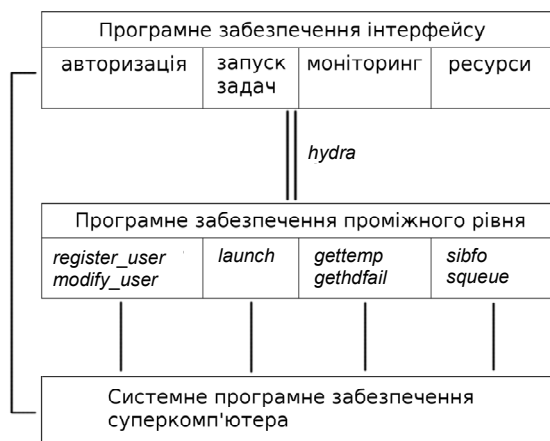 Програмне забезпечення інтерфейсу
авторизація
запуск
задач
моніторинг
ресурси
hydra
Програмне забезпечення проміжного рівня
register_user
modify_user
launch
gettemp
gethdfail
sibfo
squeue
Системне програмне забезпечення
суперкомп'ютера